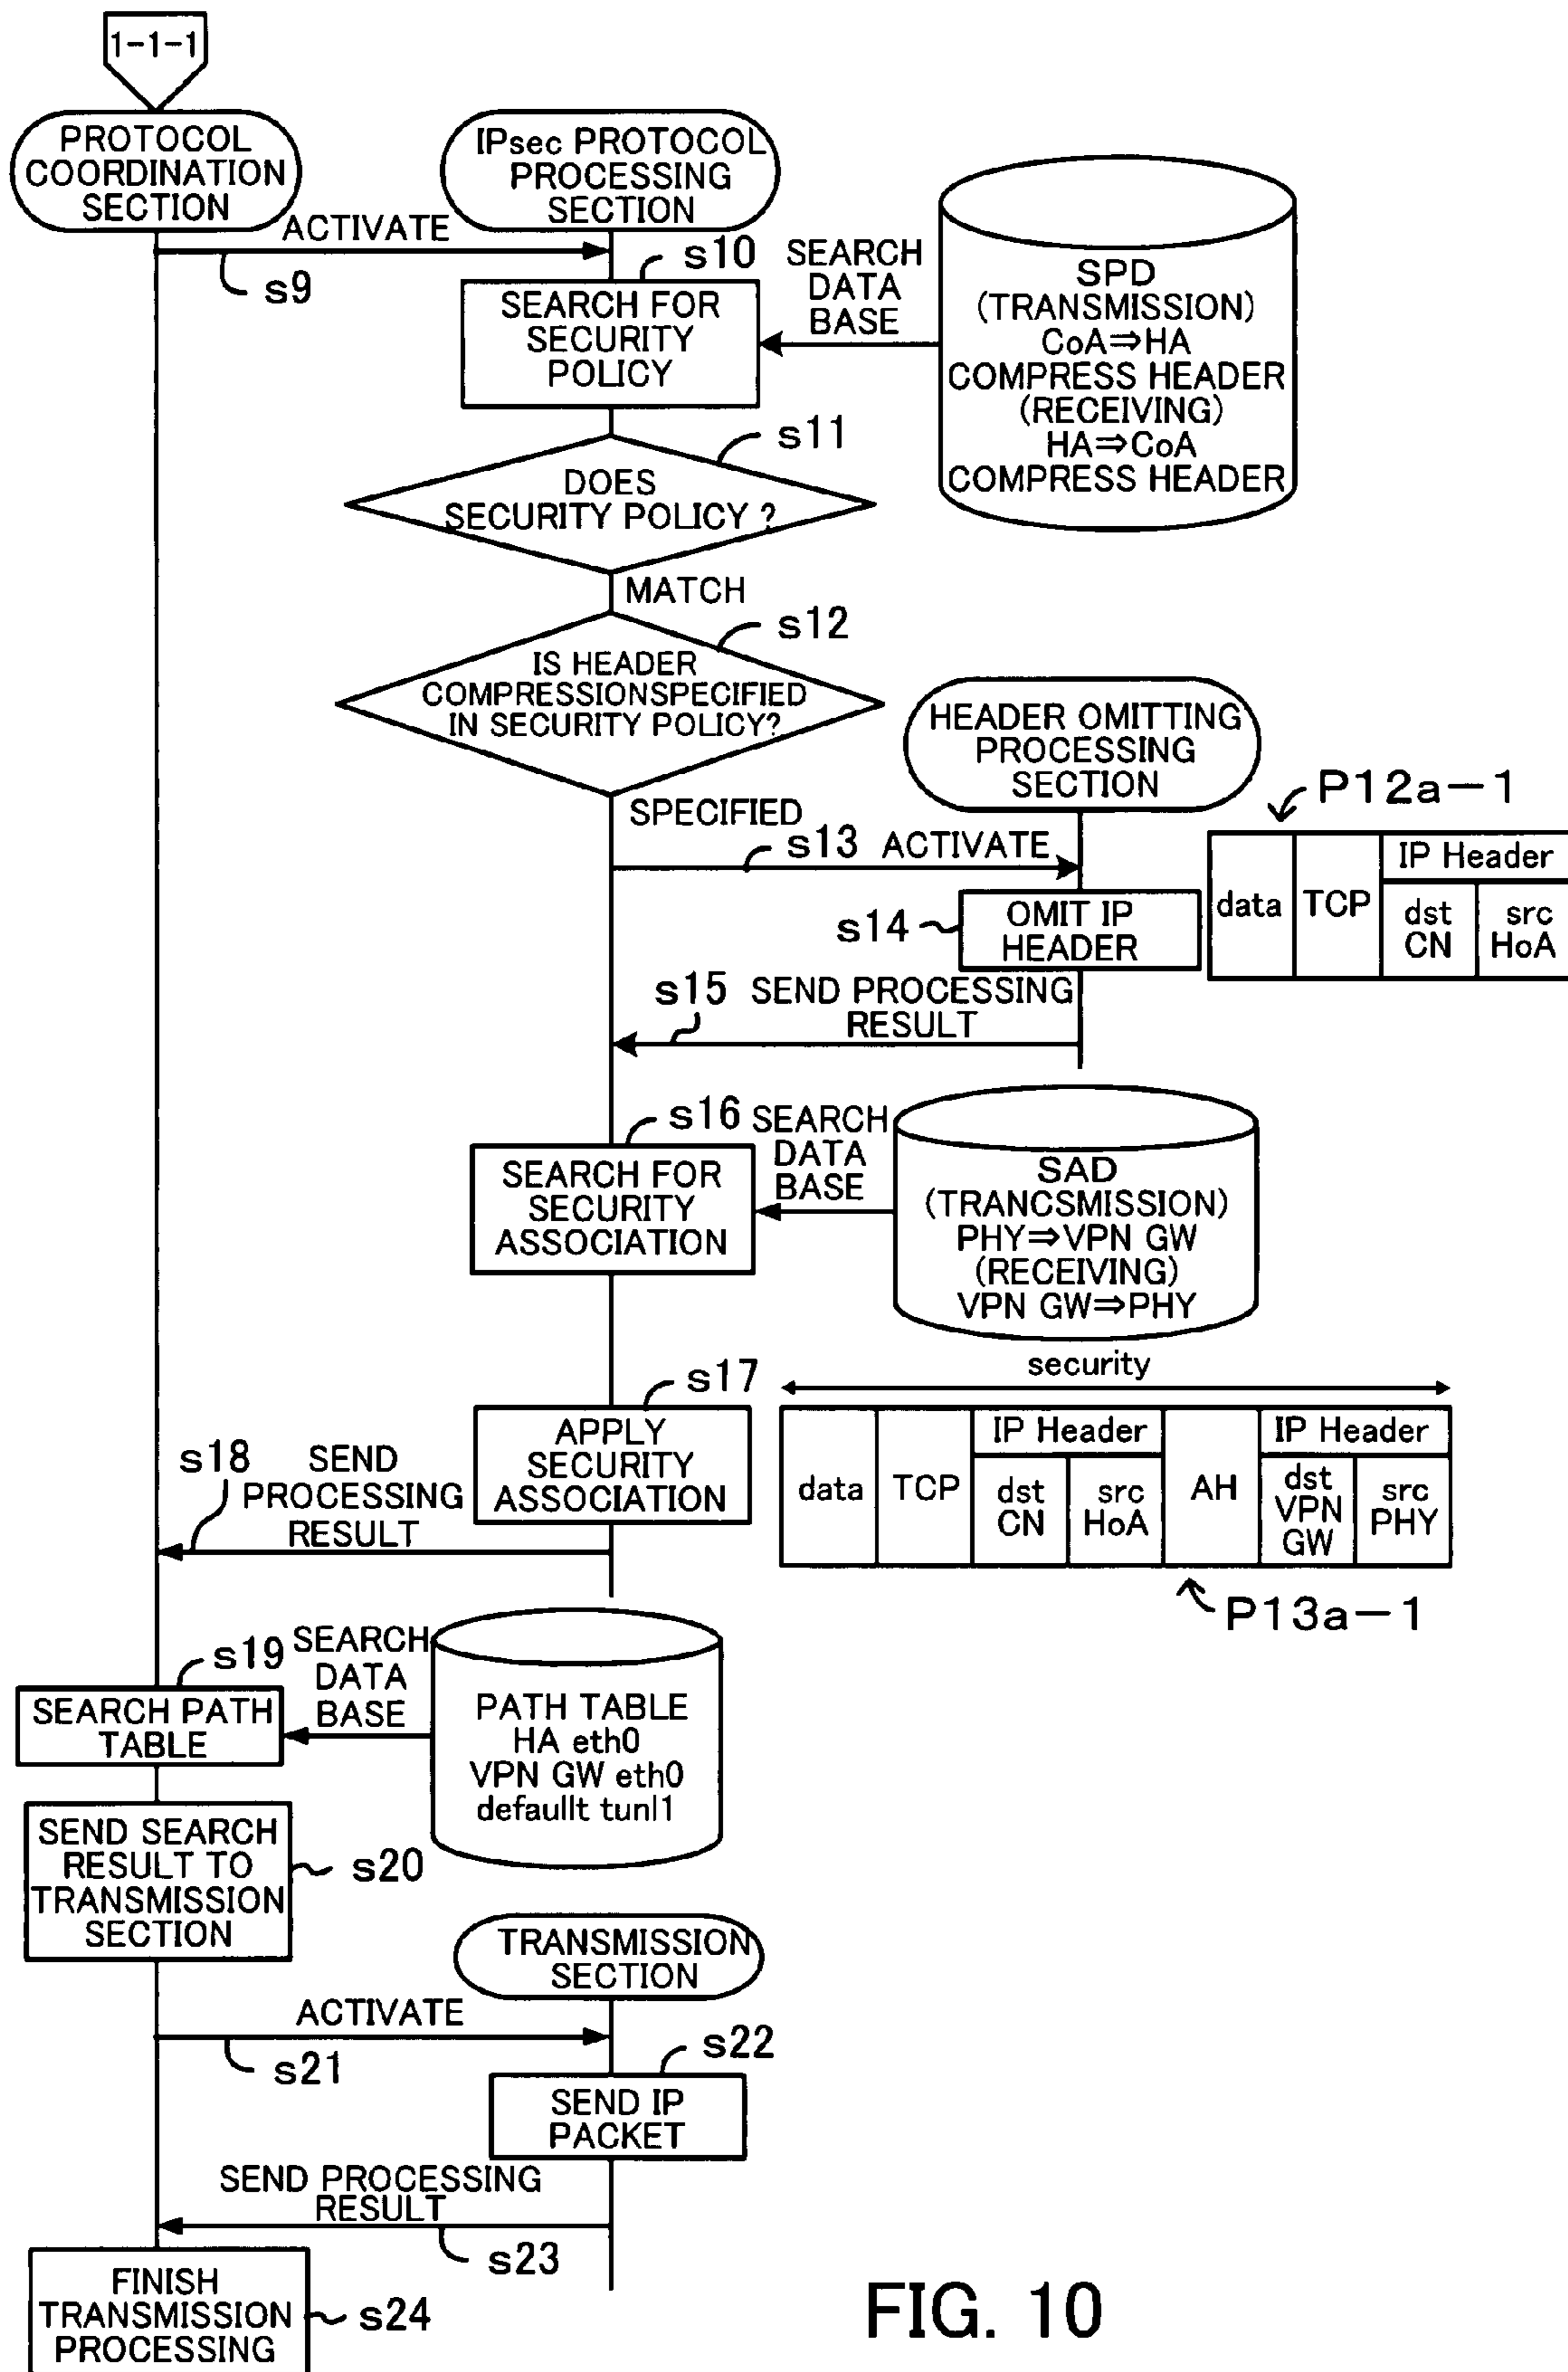 1-1-1
PROTOCOL
COORDINATION
SECTION
IPsec PROTOCOL
PROCESSING
SECTION
ACTIVATE
s9
s10
SEARCH FOR
SECURITY
POLICY
SEARCH
DATA
BASE
SPD
(TRANSMISSION)
CoA⇒HA
COMPRESS HEADER
(RECEIVING)
HA⇒CoA
COMPRESS HEADER
s11
DOES
SECURITY POLICY ?
MATCH
s12
IS HEADER
COMPRESSIONSPECIFIED
IN SECURITY POLICY?
HEADER OMITTING
PROCESSING
SECTION
SPECIFIED
s13 ACTIVATE
P12a-1
data
TCP
IP Header
dst
CN
src
HoA
s14
OMIT IP
HEADER
s15 SEND PROCESSING
RESULT
s16
SEARCH FOR
SECURITY
ASSOCIATION
SEARCH
DATA
BASE
SAD
(TRANCSMISSION)
PHY⇒VPN GW
(RECEIVING)
VPN GW⇒PHY
security
s17
APPLY
SECURITY
ASSOCIATION
data
TCP
IP Header
dst
CN
src
HoA
AH
IP Header
dst
VPN
GW
src
PHY
P13a-1
s18
SEND
PROCESSING
RESULT
s19
SEARCH PATH
TABLE
SEARCH
DATA
BASE
PATH TABLE
HA eth0
VPN GW eth0
defaullt tunl1
SEND SEARCH
RESULT TO
TRANSMISSION
SECTION
s20
TRANSMISSION
SECTION
ACTIVATE
s21
s22
SEND IP
PACKET
SEND PROCESSING
RESULT
s23
FINISH
TRANSMISSION
PROCESSING
s24
FIG. 10